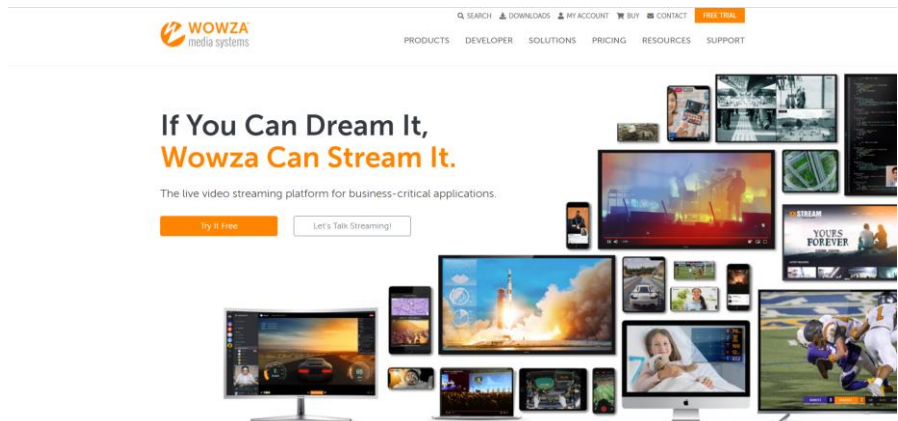 SEARCH DOWNLOADS MY ACCOUNT BUY CONTACT FREE TRIAL
WOWZA
media systems
PRODUCTS DEVELOPER SOLUTIONS PRICING RESOURCES SUPPORT
If You Can Dream It,
Wowza Can Stream It.
The live video streaming platform for business-critical applications.
Try It Free
Let's Talk Streaming!
STREAM
YOURS
FOREVER